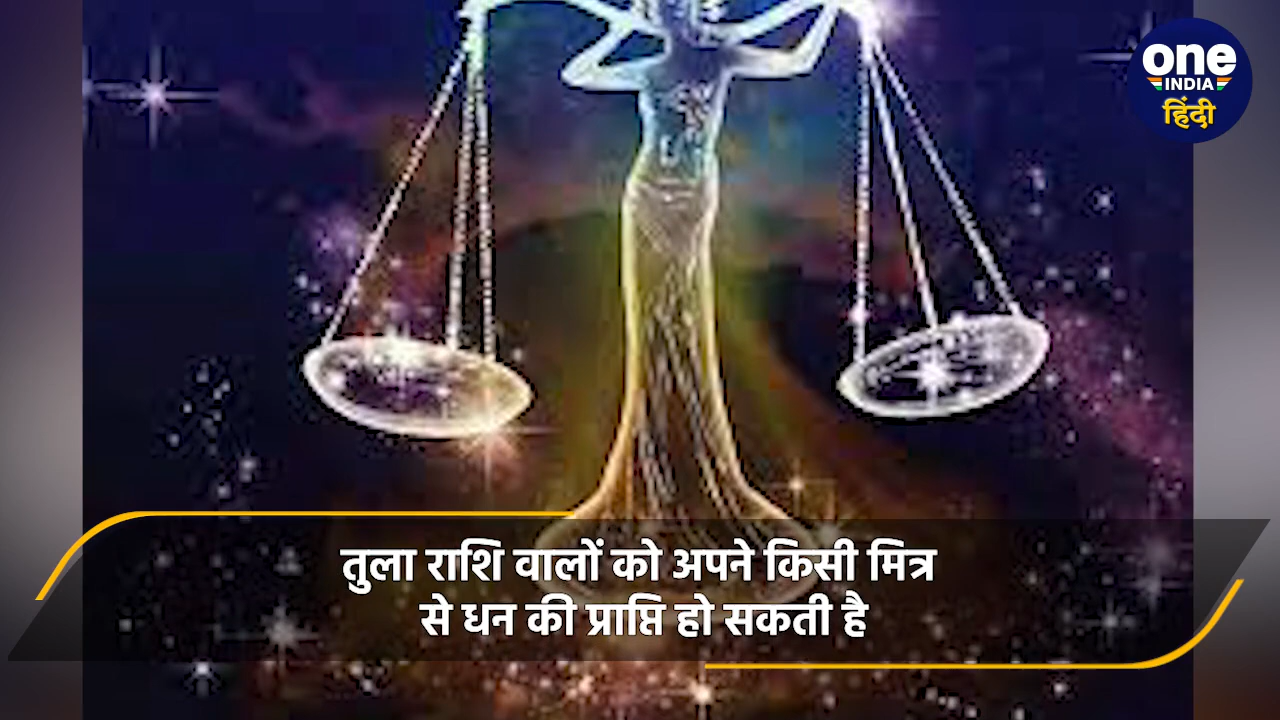 one
INDIA
हिंदी
तुला राशि वालों को अपने किसी मित्र
से धन की प्राप्ति हो सकती है